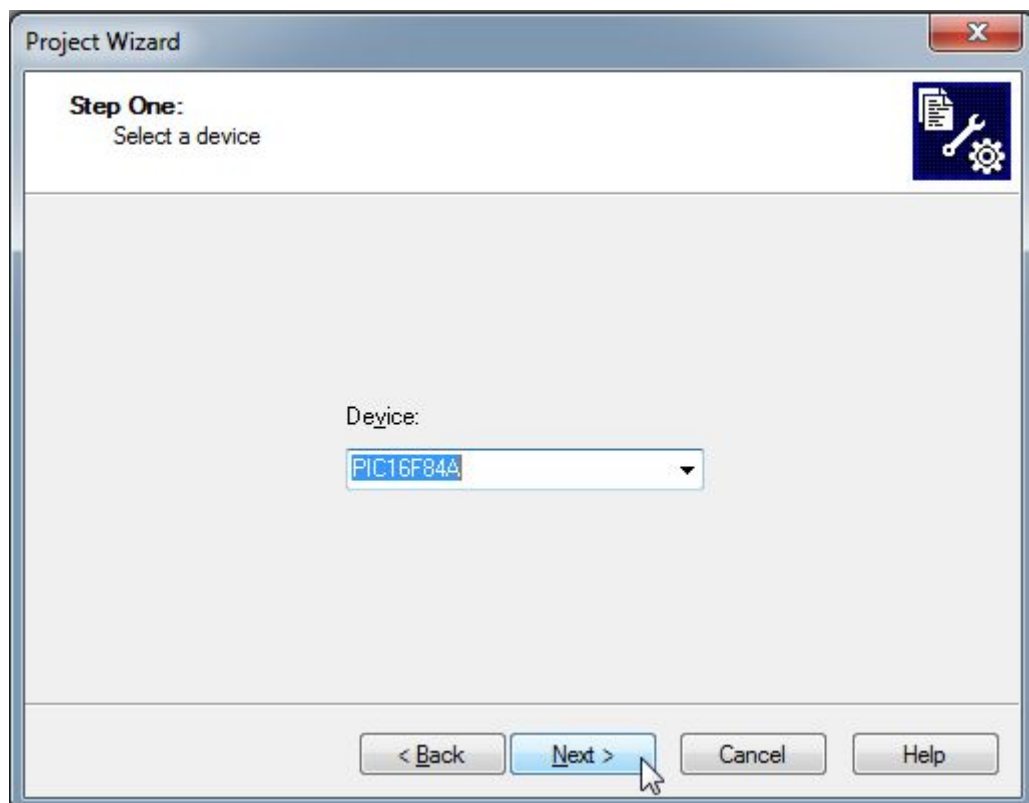 Project Wizard
Step One:
Select a device
Device:
PIC16F84A
< Back
Next >
Cancel
Help